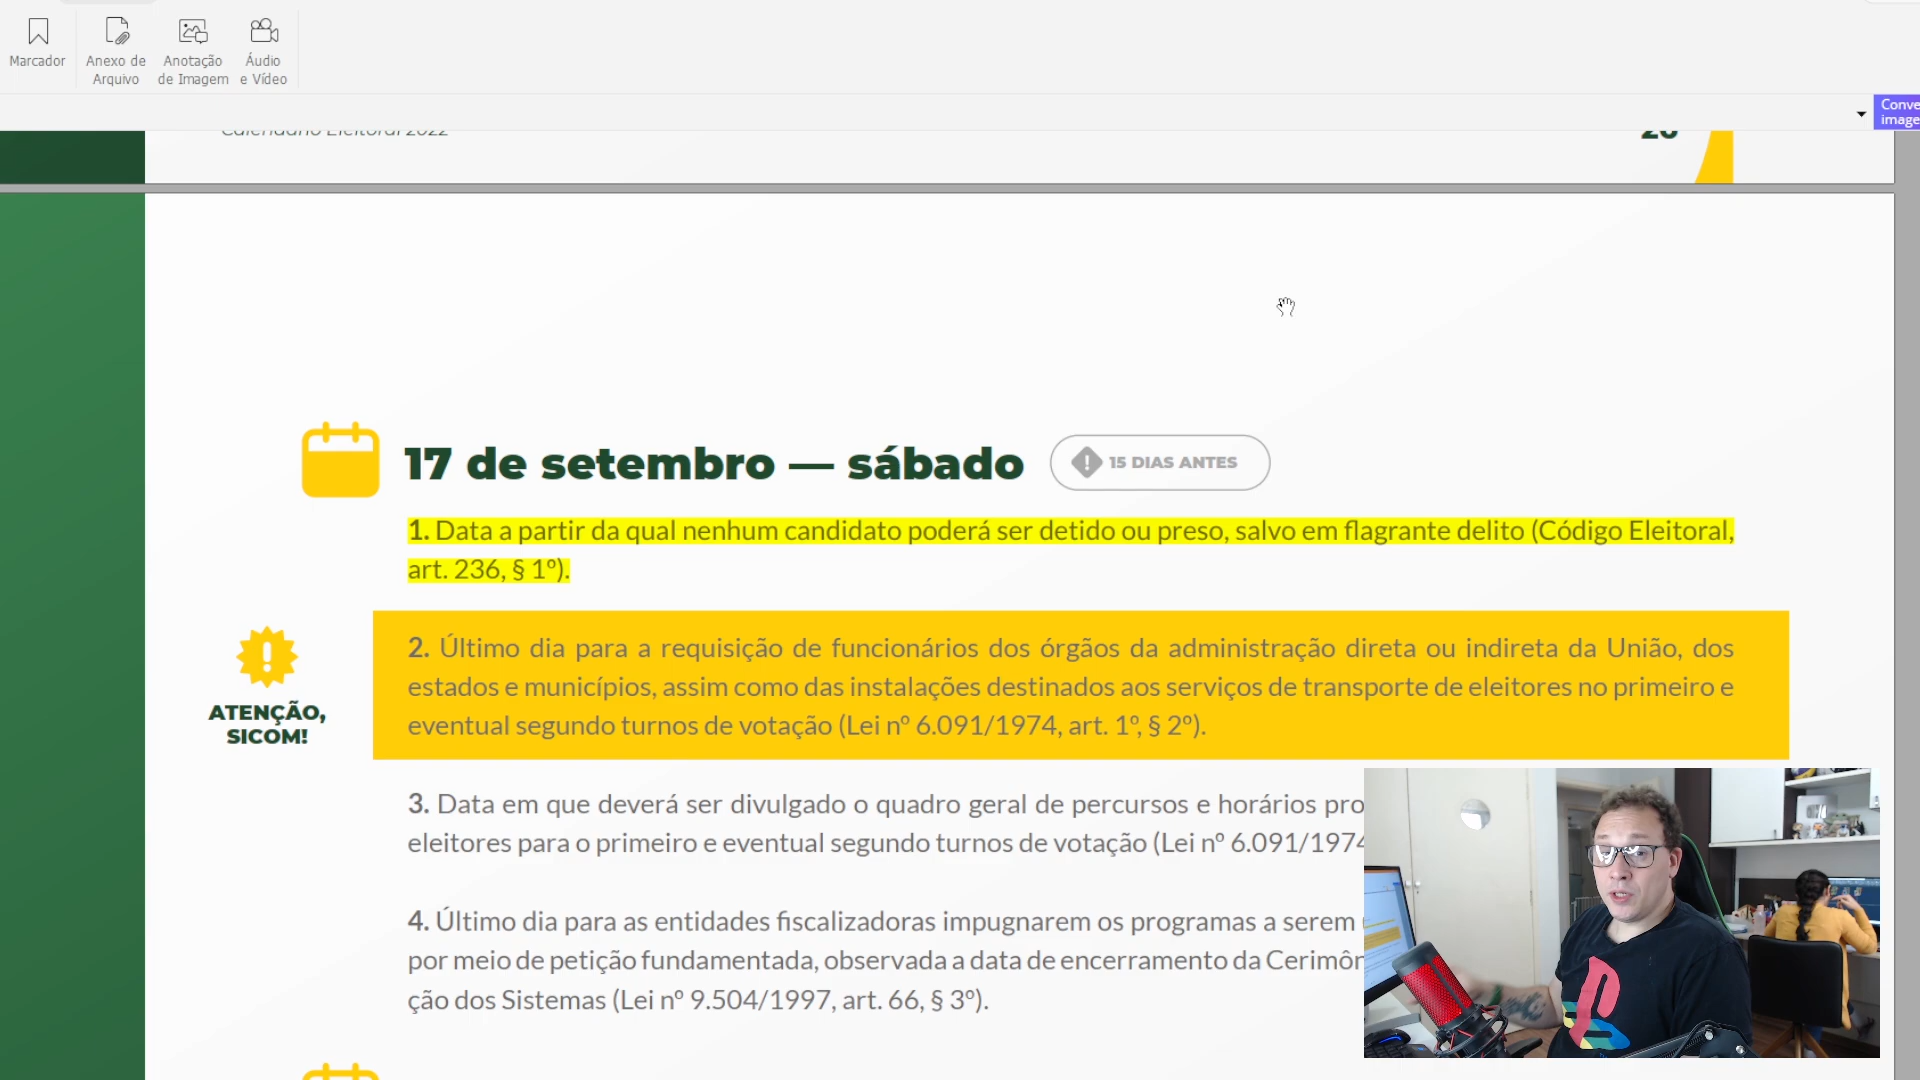 Marcador
Anexo de
Arquivo
Anotação
de Imagem
Áudio
e Vídeo
Conve
image
Calendário Eleitoral 2022
26
17 de setembro — sábado
15 DIAS ANTES
1. Data a partir da qual nenhum candidato poderá ser detido ou preso, salvo em flagrante delito (Código Eleitoral,
art. 236, § 1º).
ATENÇÃO,
SICOM!
2. Último dia para a requisição de funcionários dos órgãos da administração direta ou indireta da União, dos
estados e municípios, assim como das instalações destinados aos serviços de transporte de eleitores no primeiro e
eventual segundo turnos de votação (Lei nº 6.091/1974, art. 1º, § 2º).
3. Data em que deverá ser divulgado o quadro geral de percursos e horários pro
eleitores para o primeiro e eventual segundo turnos de votação (Lei nº 6.091/1974
4. Último dia para as entidades fiscalizadoras impugnarem os programas a serem
por meio de petição fundamentada, observada a data de encerramento da Cerimôn
ção dos Sistemas (Lei nº 9.504/1997, art. 66, § 3º).